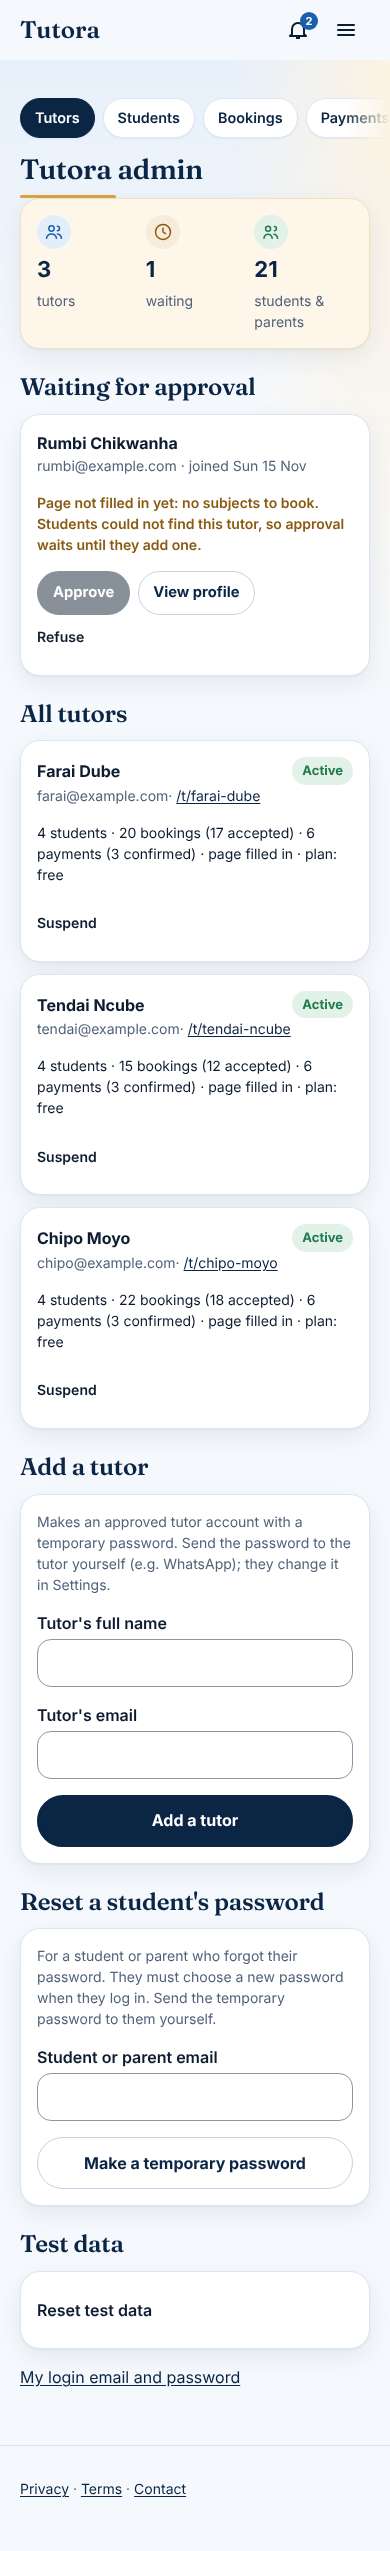 Tutora
2
Tutors
Students
Bookings
Payments
Tutora admin
3
tutors
1
waiting
21
students &
parents
Waiting for approval
Rumbi Chikwanha
rumbi@example.com · joined Sun 15 Nov
Page not filled in yet: no subjects to book.
Students could not find this tutor, so approval
waits until they add one.
Approve
View profile
Refuse
All tutors
Farai Dube
Active
farai@example.com· /t/farai-dube
4 students · 20 bookings (17 accepted) · 6
payments (3 confirmed) · page filled in · plan:
free
Suspend
Tendai Ncube
Active
tendai@example.com· /t/tendai-ncube
4 students · 15 bookings (12 accepted) · 6
payments (3 confirmed) · page filled in · plan:
free
Suspend
Chipo Moyo
Active
chipo@example.com· /t/chipo-moyo
4 students · 22 bookings (18 accepted) · 6
payments (3 confirmed) · page filled in · plan:
free
Suspend
Add a tutor
Makes an approved tutor account with a
temporary password. Send the password to the
tutor yourself (e.g. WhatsApp); they change it
in Settings.
Tutor's full name
Tutor's email
Add a tutor
Reset a student's password
For a student or parent who forgot their
password. They must choose a new password
when they log in. Send the temporary
password to them yourself.
Student or parent email
Make a temporary password
Test data
Reset test data
My login email and password
Privacy · Terms · Contact